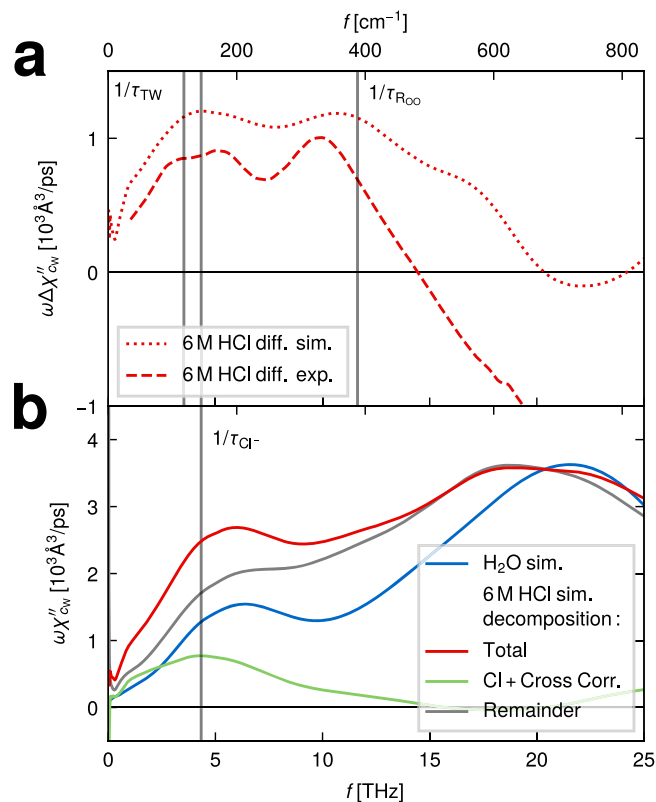 f [cm⁻¹]
0 200 400 600 800
a
1/τ_TW
1/τ_R_OO
1
0
−1
ωΔχ″_c_W [10³Å³/ps]
6 M HCl diff. sim.
6 M HCl diff. exp.
b
1/τ_Cl⁻
4
3
2
1
0
ωχ″_c_W [10³Å³/ps]
H₂O sim.
6 M HCl sim.
decomposition :
Total
Cl + Cross Corr.
Remainder
0 5 10 15 20 25
f [THz]